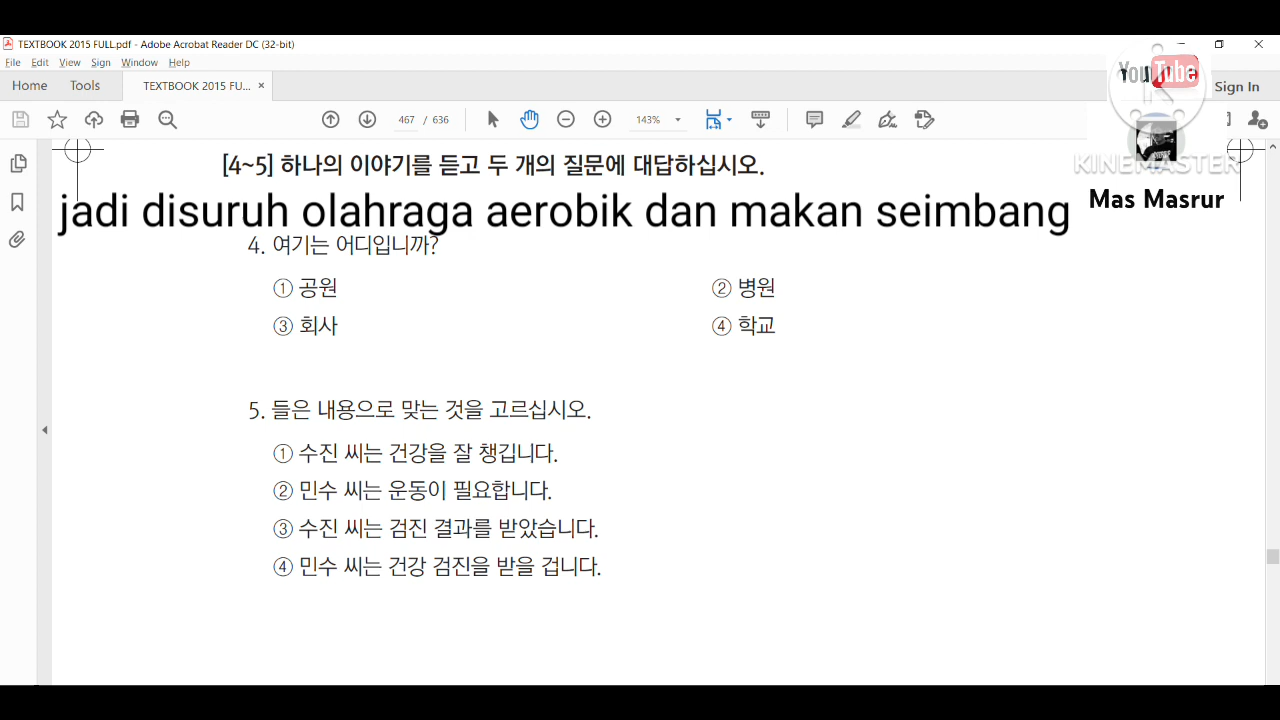 TEXTBOOK 2015 FULL.pdf - Adobe Acrobat Reader DC (32-bit)
File Edit View Sign Window Help
Home Tools TEXTBOOK 2015 FU... × Sign In
YouTube
467 / 636 143%
KINEMASTER
Mas Masrur
[4~5] 하나의 이야기를 듣고 두 개의 질문에 대답하십시오.
jadi disuruh olahraga aerobik dan makan seimbang
4. 여기는 어디입니까?
① 공원 ② 병원
③ 회사 ④ 학교
5. 들은 내용으로 맞는 것을 고르십시오.
① 수진 씨는 건강을 잘 챙깁니다.
② 민수 씨는 운동이 필요합니다.
③ 수진 씨는 검진 결과를 받았습니다.
④ 민수 씨는 건강 검진을 받을 겁니다.